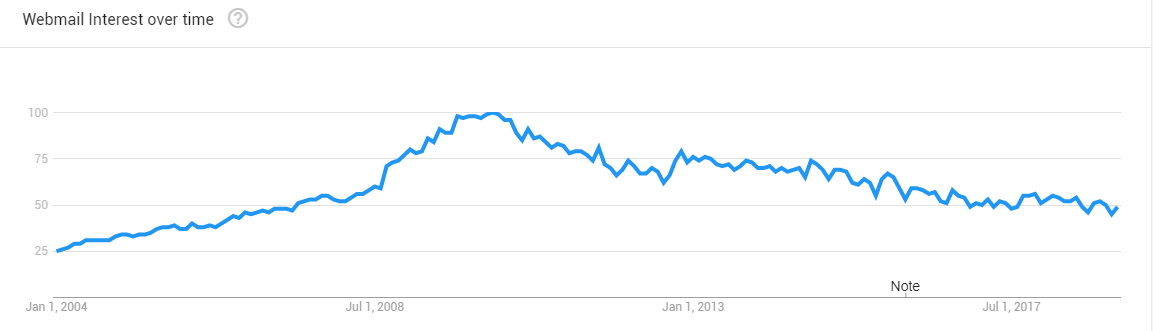 Webmail Interest over time ?
100
75
50
25
Note
Jan 1, 2004 Jul 1, 2008 Jan 1, 2013 Jul 1, 2017